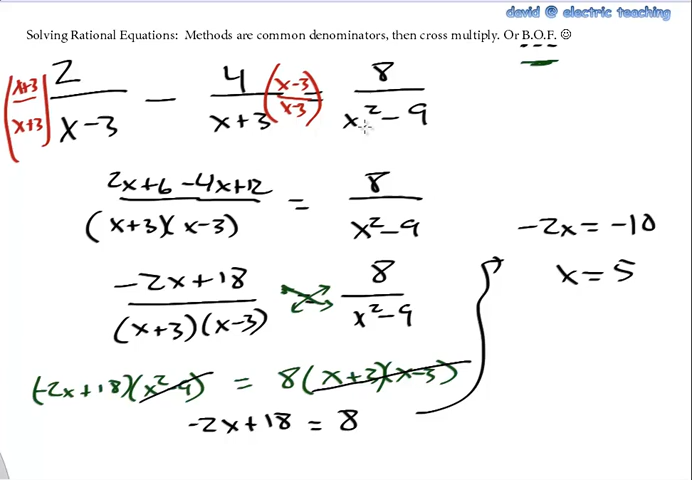 david @ electric teaching
Solving Rational Equations: Methods are common denominators, then cross multiply. Or B.O.F. ☺
(x+3)/(x+3) 2/(x-3) - 4/(x+3) (x-3)/(x-3) = 8/(x²-9)
(2x+6-4x+12)/((x+3)(x-3)) = 8/(x²-9)
-2x = -10
x = 5
(-2x+18)/((x+3)(x-3)) 8/(x²-9)
(-2x+18)(x²-9) = 8(x+3)(x-3)
-2x+18 = 8